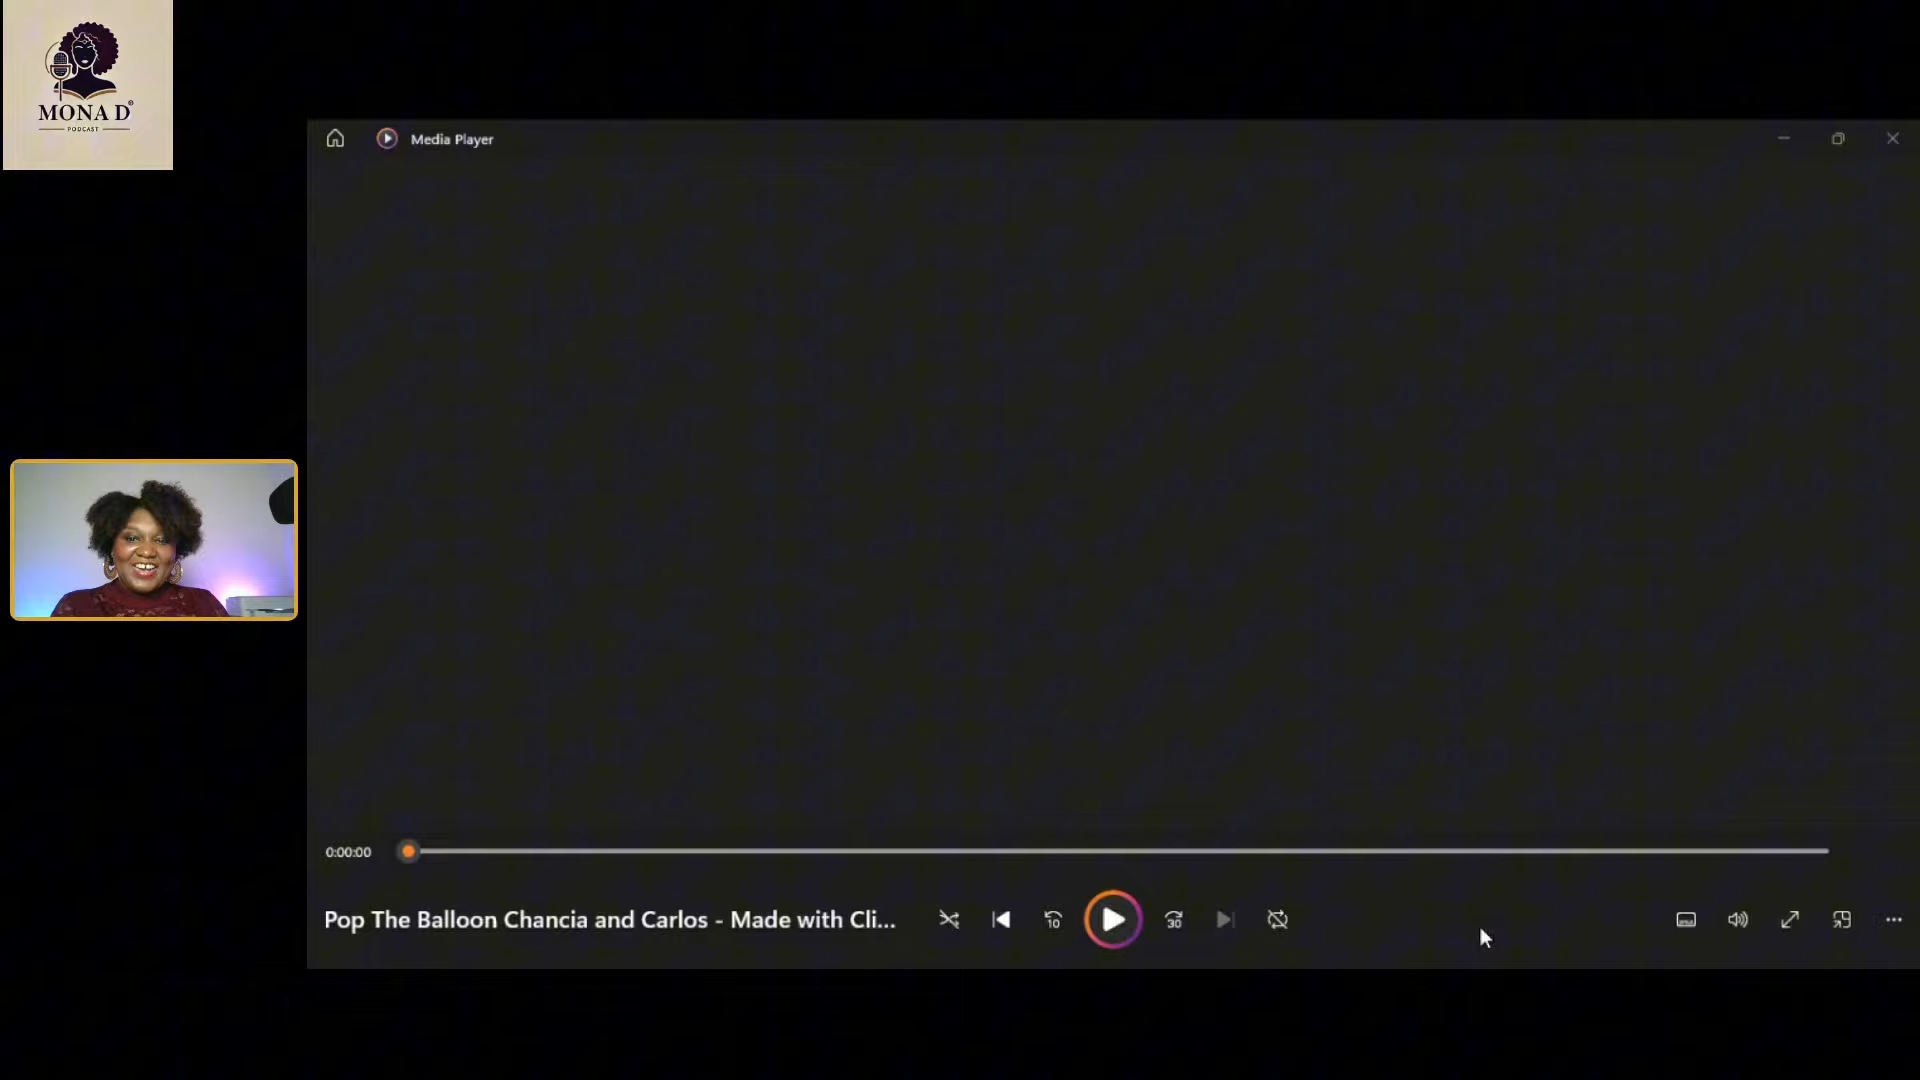 MONA D
PODCAST
Media Player
0:00:00
Pop The Balloon Chancia and Carlos - Made with Cli...
10
30